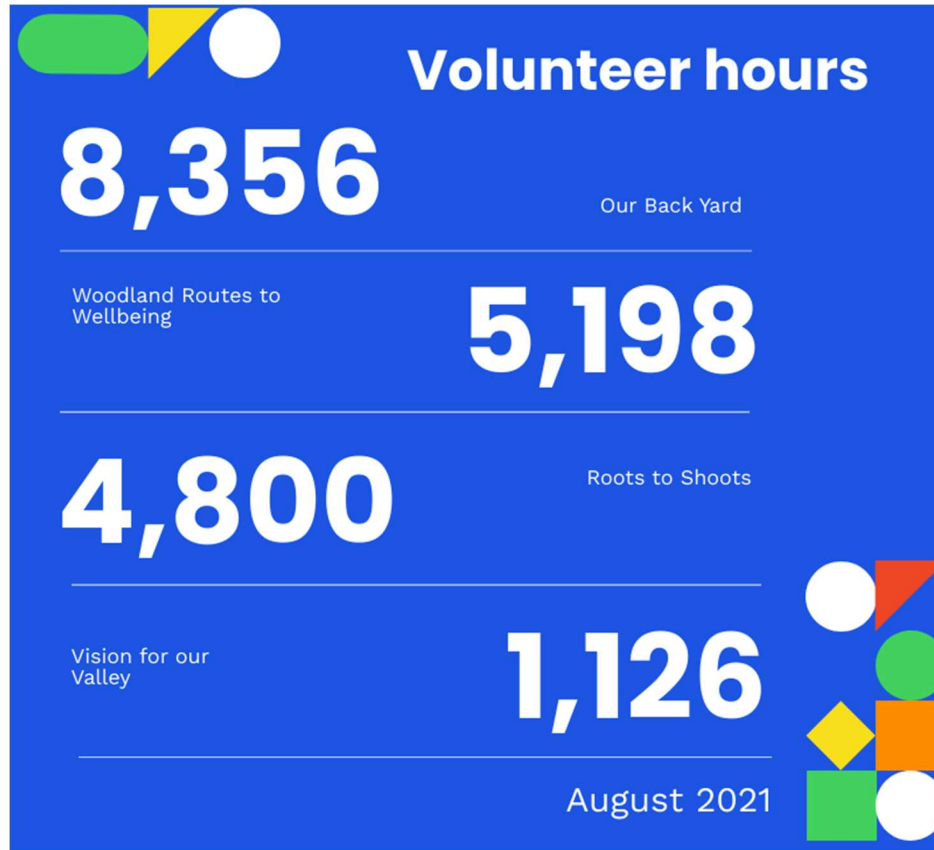 Volunteer hours
8,356
Our Back Yard
Woodland Routes to
Wellbeing
5,198
4,800
Roots to Shoots
Vision for our
Valley
1,126
August 2021